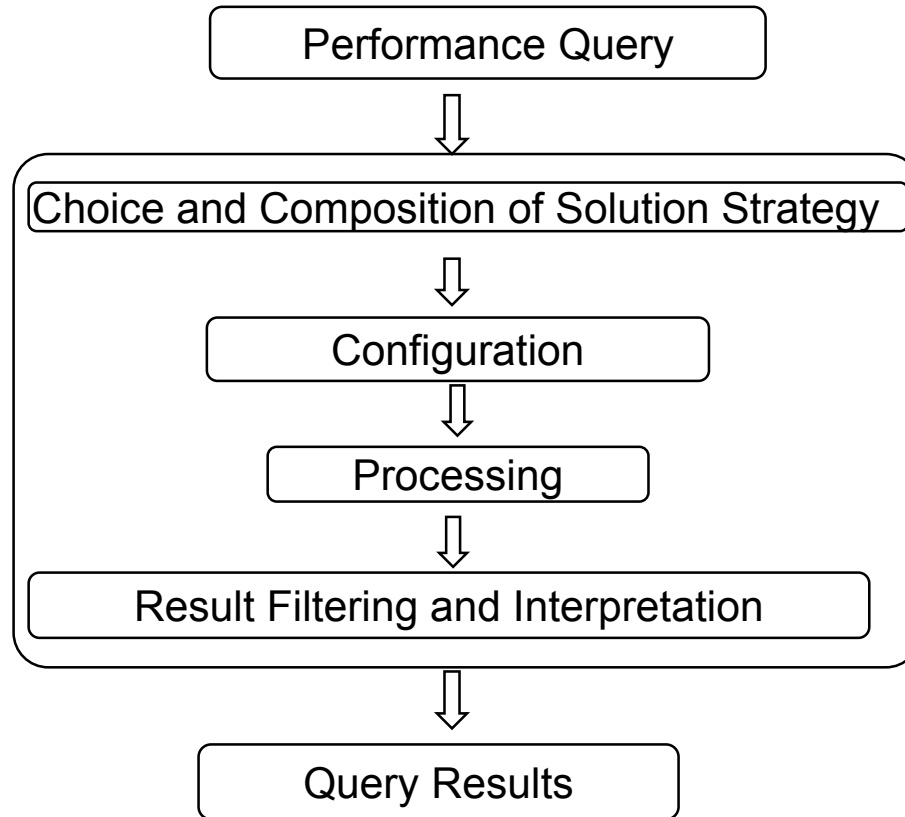 Performance Query
Choice and Composition of Solution Strategy
Configuration
Processing
Result Filtering and Interpretation
Query Results